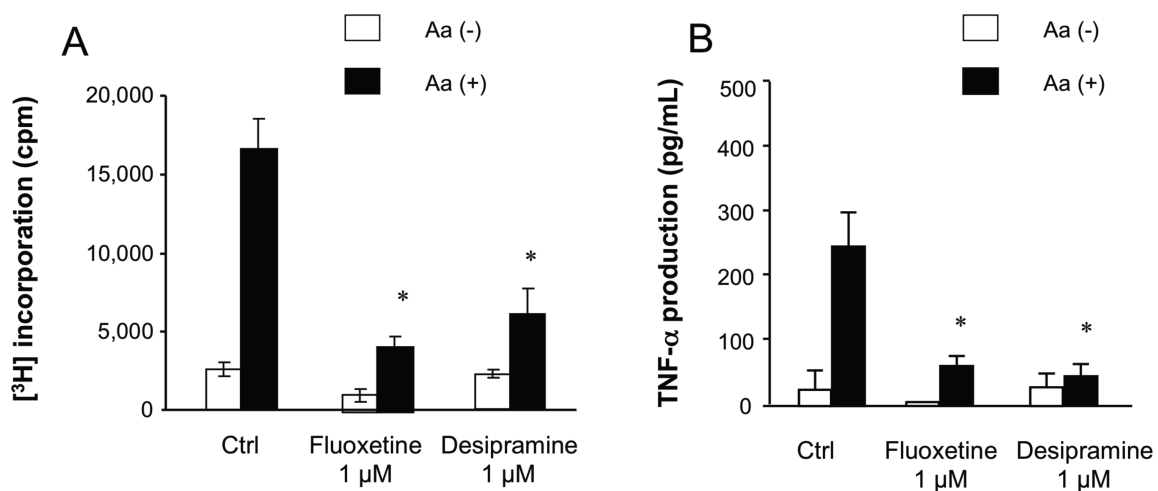 A
Aa (-)
Aa (+)
[³H] incorporation (cpm)
20,000
15,000
10,000
5,000
0
*
*
Ctrl
Fluoxetine
1 µM
Desipramine
1 µM
B
Aa (-)
Aa (+)
TNF-α production (pg/mL)
500
400
300
200
100
0
*
*
Ctrl
Fluoxetine
1 µM
Desipramine
1 µM